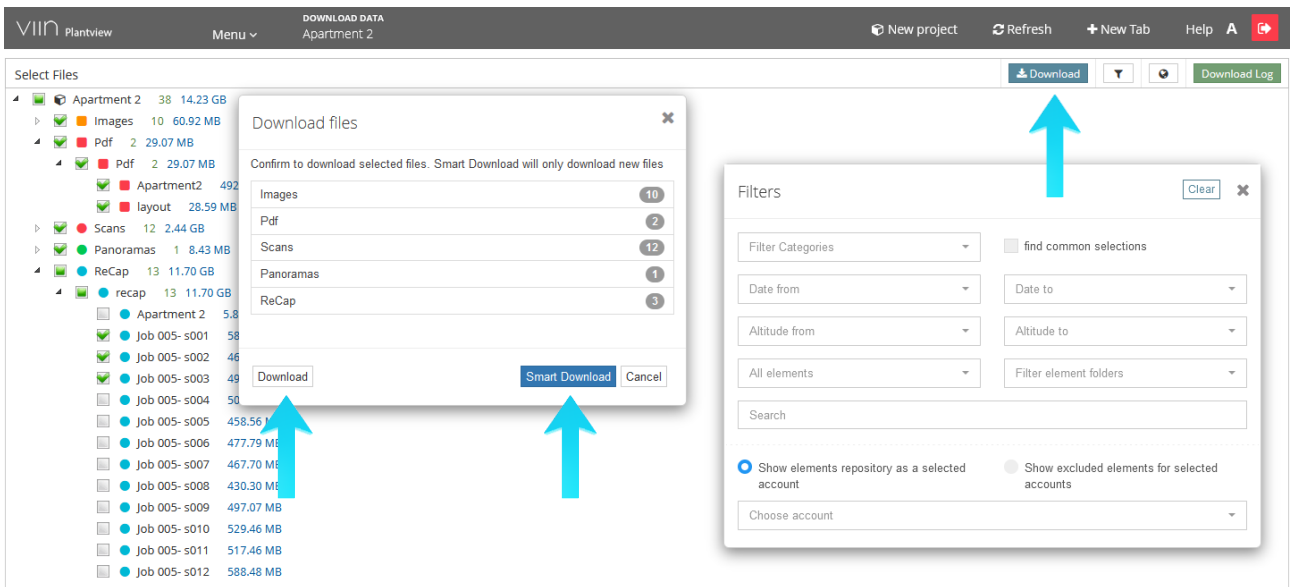 VIIN Plantview
Menu
DOWNLOAD DATA
Apartment 2
New project
Refresh
New Tab
Help
A
Select Files
Download
Download Log
Apartment 2 38 14.23 GB
Images 10 60.92 MB
Pdf 2 29.07 MB
Pdf 2 29.07 MB
Apartment2 492
layout 28.59 MB
Scans 12 2.44 GB
Panoramas 1 8.43 MB
ReCap 13 11.70 GB
recap 13 11.70 GB
Apartment 2 5.8
Job 005- s001 58
Job 005- s002 46
Job 005- s003 49
Job 005- s004 50
Job 005- s005 458.56
Job 005- s006 477.79 MB
Job 005- s007 467.70 MB
Job 005- s008 430.30 MB
Job 005- s009 497.07 MB
Job 005- s010 529.46 MB
Job 005- s011 517.46 MB
Job 005- s012 588.48 MB
Download files
Confirm to download selected files. Smart Download will only download new files
Images 10
Pdf 2
Scans 12
Panoramas 1
ReCap 3
Download
Smart Download
Cancel
Filters
Clear
Filter Categories
find common selections
Date from
Date to
Altitude from
Altitude to
All elements
Filter element folders
Search
Show elements repository as a selected
account
Show excluded elements for selected
accounts
Choose account